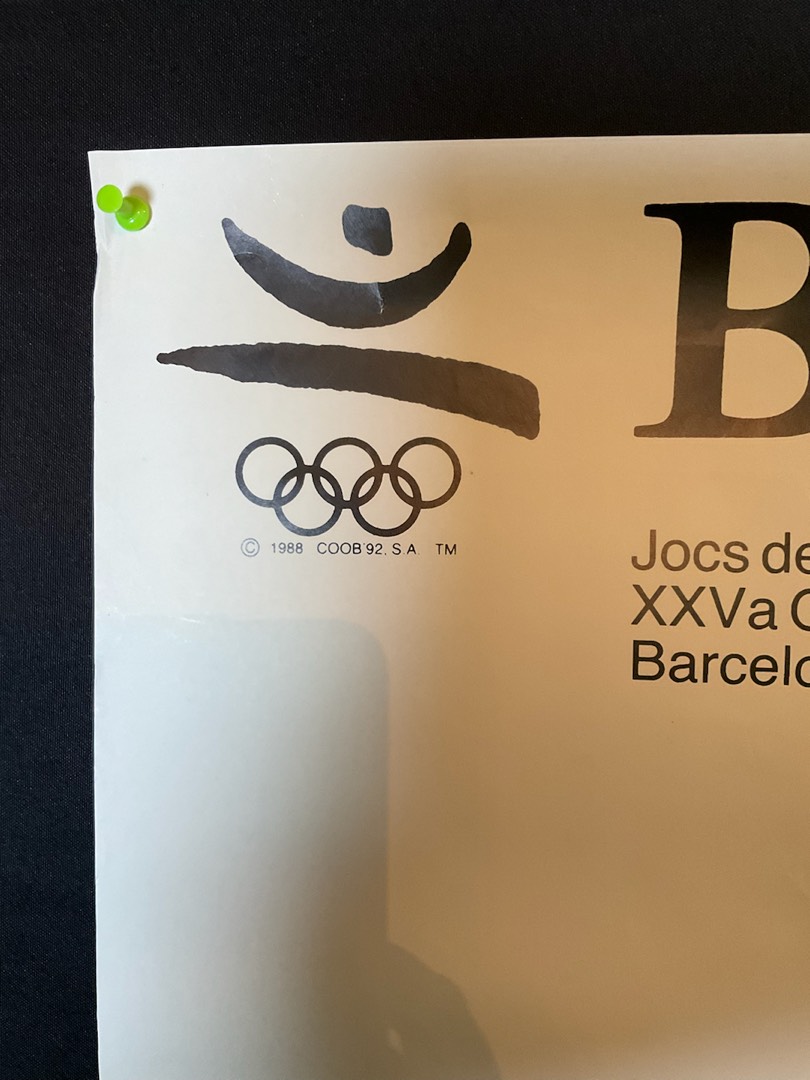 B
© 1988 COOB'92, S.A. TM
Jocs de
XXVa O
Barcelo